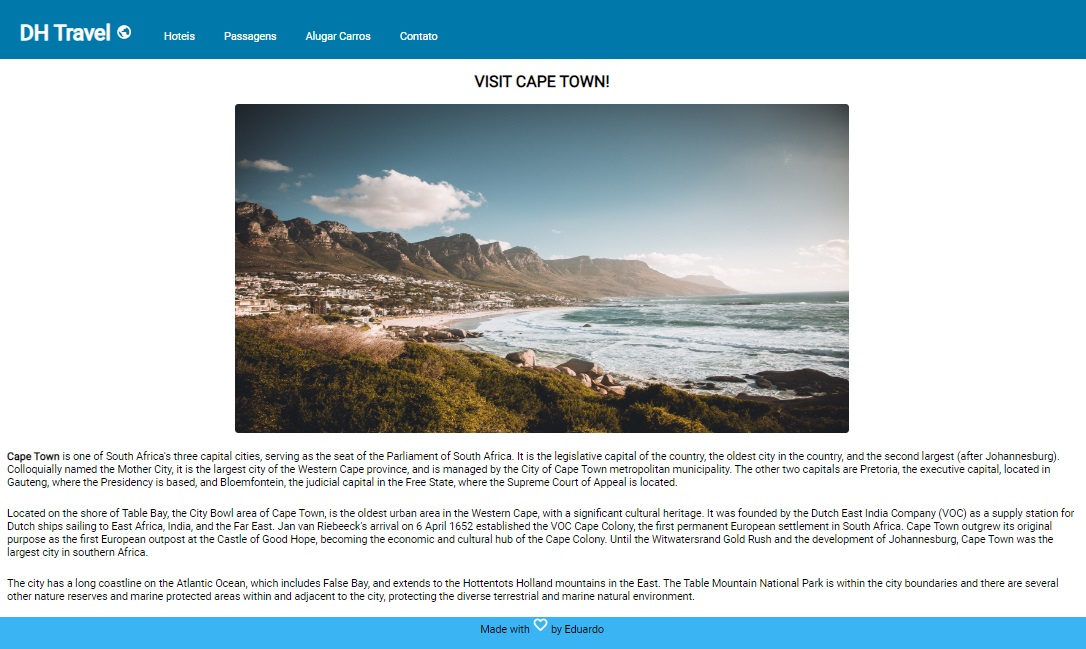 DH Travel
Hoteis
Passagens
Alugar Carros
Contato
VISIT CAPE TOWN!
Cape Town is one of South Africa's three capital cities, serving as the seat of the Parliament of South Africa. It is the legislative capital of the country, the oldest city in the country, and the second largest (after Johannesburg).
Colloquially named the Mother City, it is the largest city of the Western Cape province, and is managed by the City of Cape Town metropolitan municipality. The other two capitals are Pretoria, the executive capital, located in
Gauteng, where the Presidency is based, and Bloemfontein, the judicial capital in the Free State, where the Supreme Court of Appeal is located.
Located on the shore of Table Bay, the City Bowl area of Cape Town, is the oldest urban area in the Western Cape, with a significant cultural heritage. It was founded by the Dutch East India Company (VOC) as a supply station for
Dutch ships sailing to East Africa, India, and the Far East. Jan van Riebeeck's arrival on 6 April 1652 established the VOC Cape Colony, the first permanent European settlement in South Africa. Cape Town outgrew its original
purpose as the first European outpost at the Castle of Good Hope, becoming the economic and cultural hub of the Cape Colony. Until the Witwatersrand Gold Rush and the development of Johannesburg, Cape Town was the
largest city in southern Africa.
The city has a long coastline on the Atlantic Ocean, which includes False Bay, and extends to the Hottentots Holland mountains in the East. The Table Mountain National Park is within the city boundaries and there are several
other nature reserves and marine protected areas within and adjacent to the city, protecting the diverse terrestrial and marine natural environment.
Made with by Eduardo